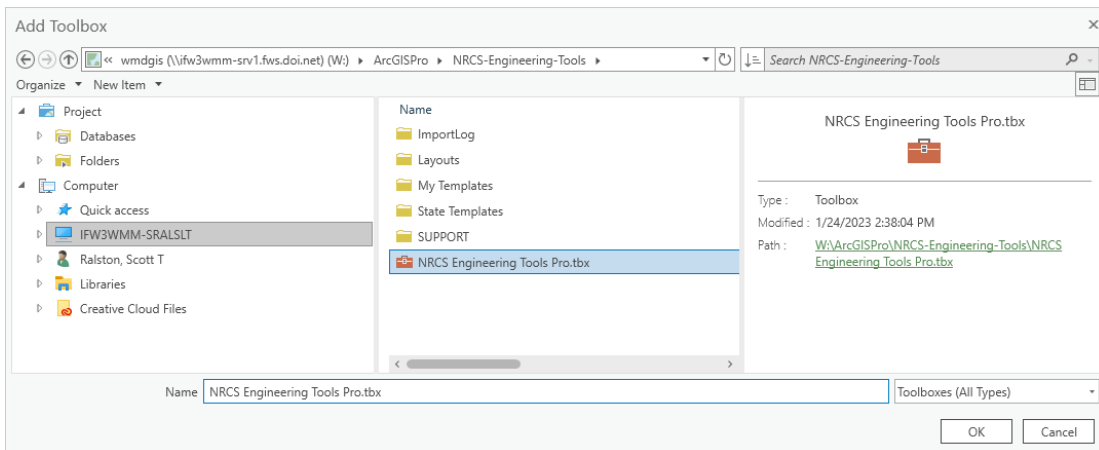 Add Toolbox
« wmdgis (\\ifw3wmm-srv1.fws.doi.net) (W:) ArcGISPro NRCS-Engineering-Tools
Search NRCS-Engineering-Tools
Organize New Item
Project
Databases
Folders
Computer
Quick access
IFW3WMM-SRALSLT
Ralston, Scott T
Libraries
Creative Cloud Files
Name
ImportLog
Layouts
My Templates
State Templates
SUPPORT
NRCS Engineering Tools Pro.tbx
NRCS Engineering Tools Pro.tbx
Type : Toolbox
Modified : 1/24/2023 2:38:04 PM
Path : W:\ArcGISPro\NRCS-Engineering-Tools\NRCS
Engineering Tools Pro.tbx
Name NRCS Engineering Tools Pro.tbx Toolboxes (All Types)
OK Cancel